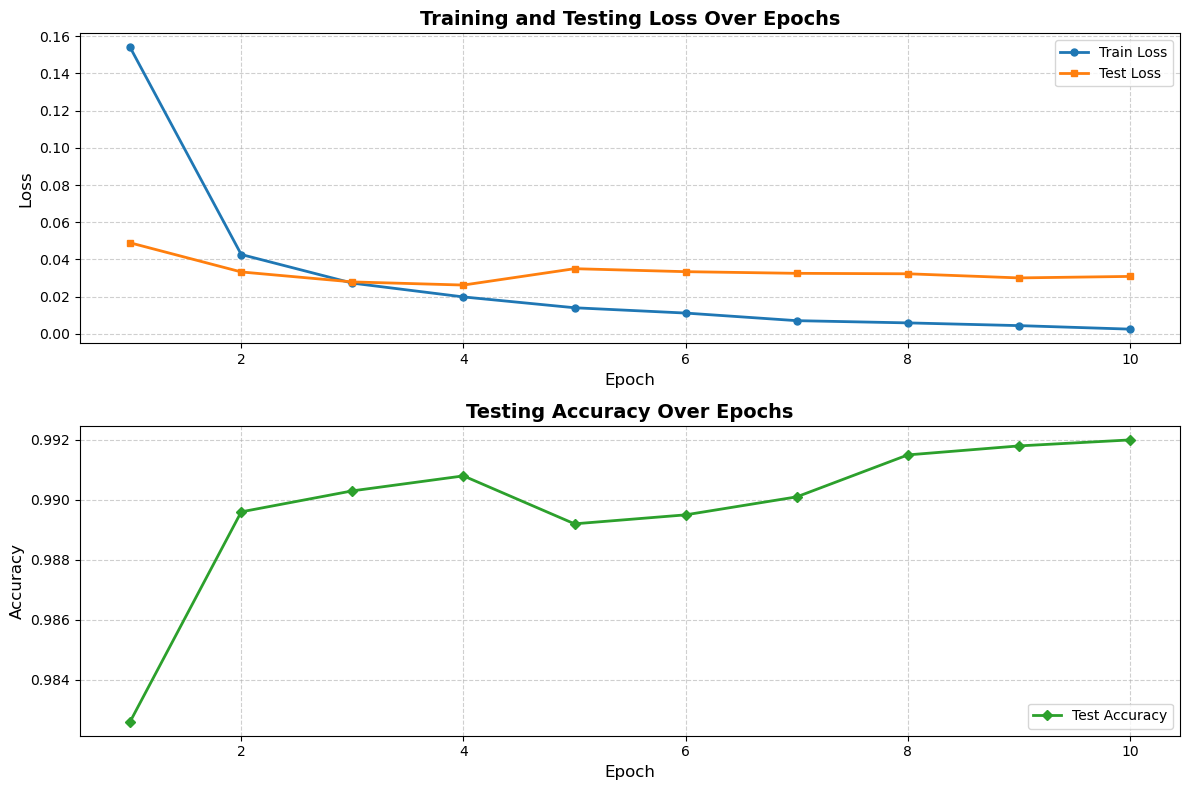 Training and Testing Loss Over Epochs
0.16
0.14
0.12
0.10
0.08
0.06
0.04
0.02
0.00
Loss
Train Loss
Test Loss
2 4 6 8 10
Epoch
Testing Accuracy Over Epochs
0.992
0.990
0.988
0.986
0.984
Accuracy
Test Accuracy
2 4 6 8 10
Epoch